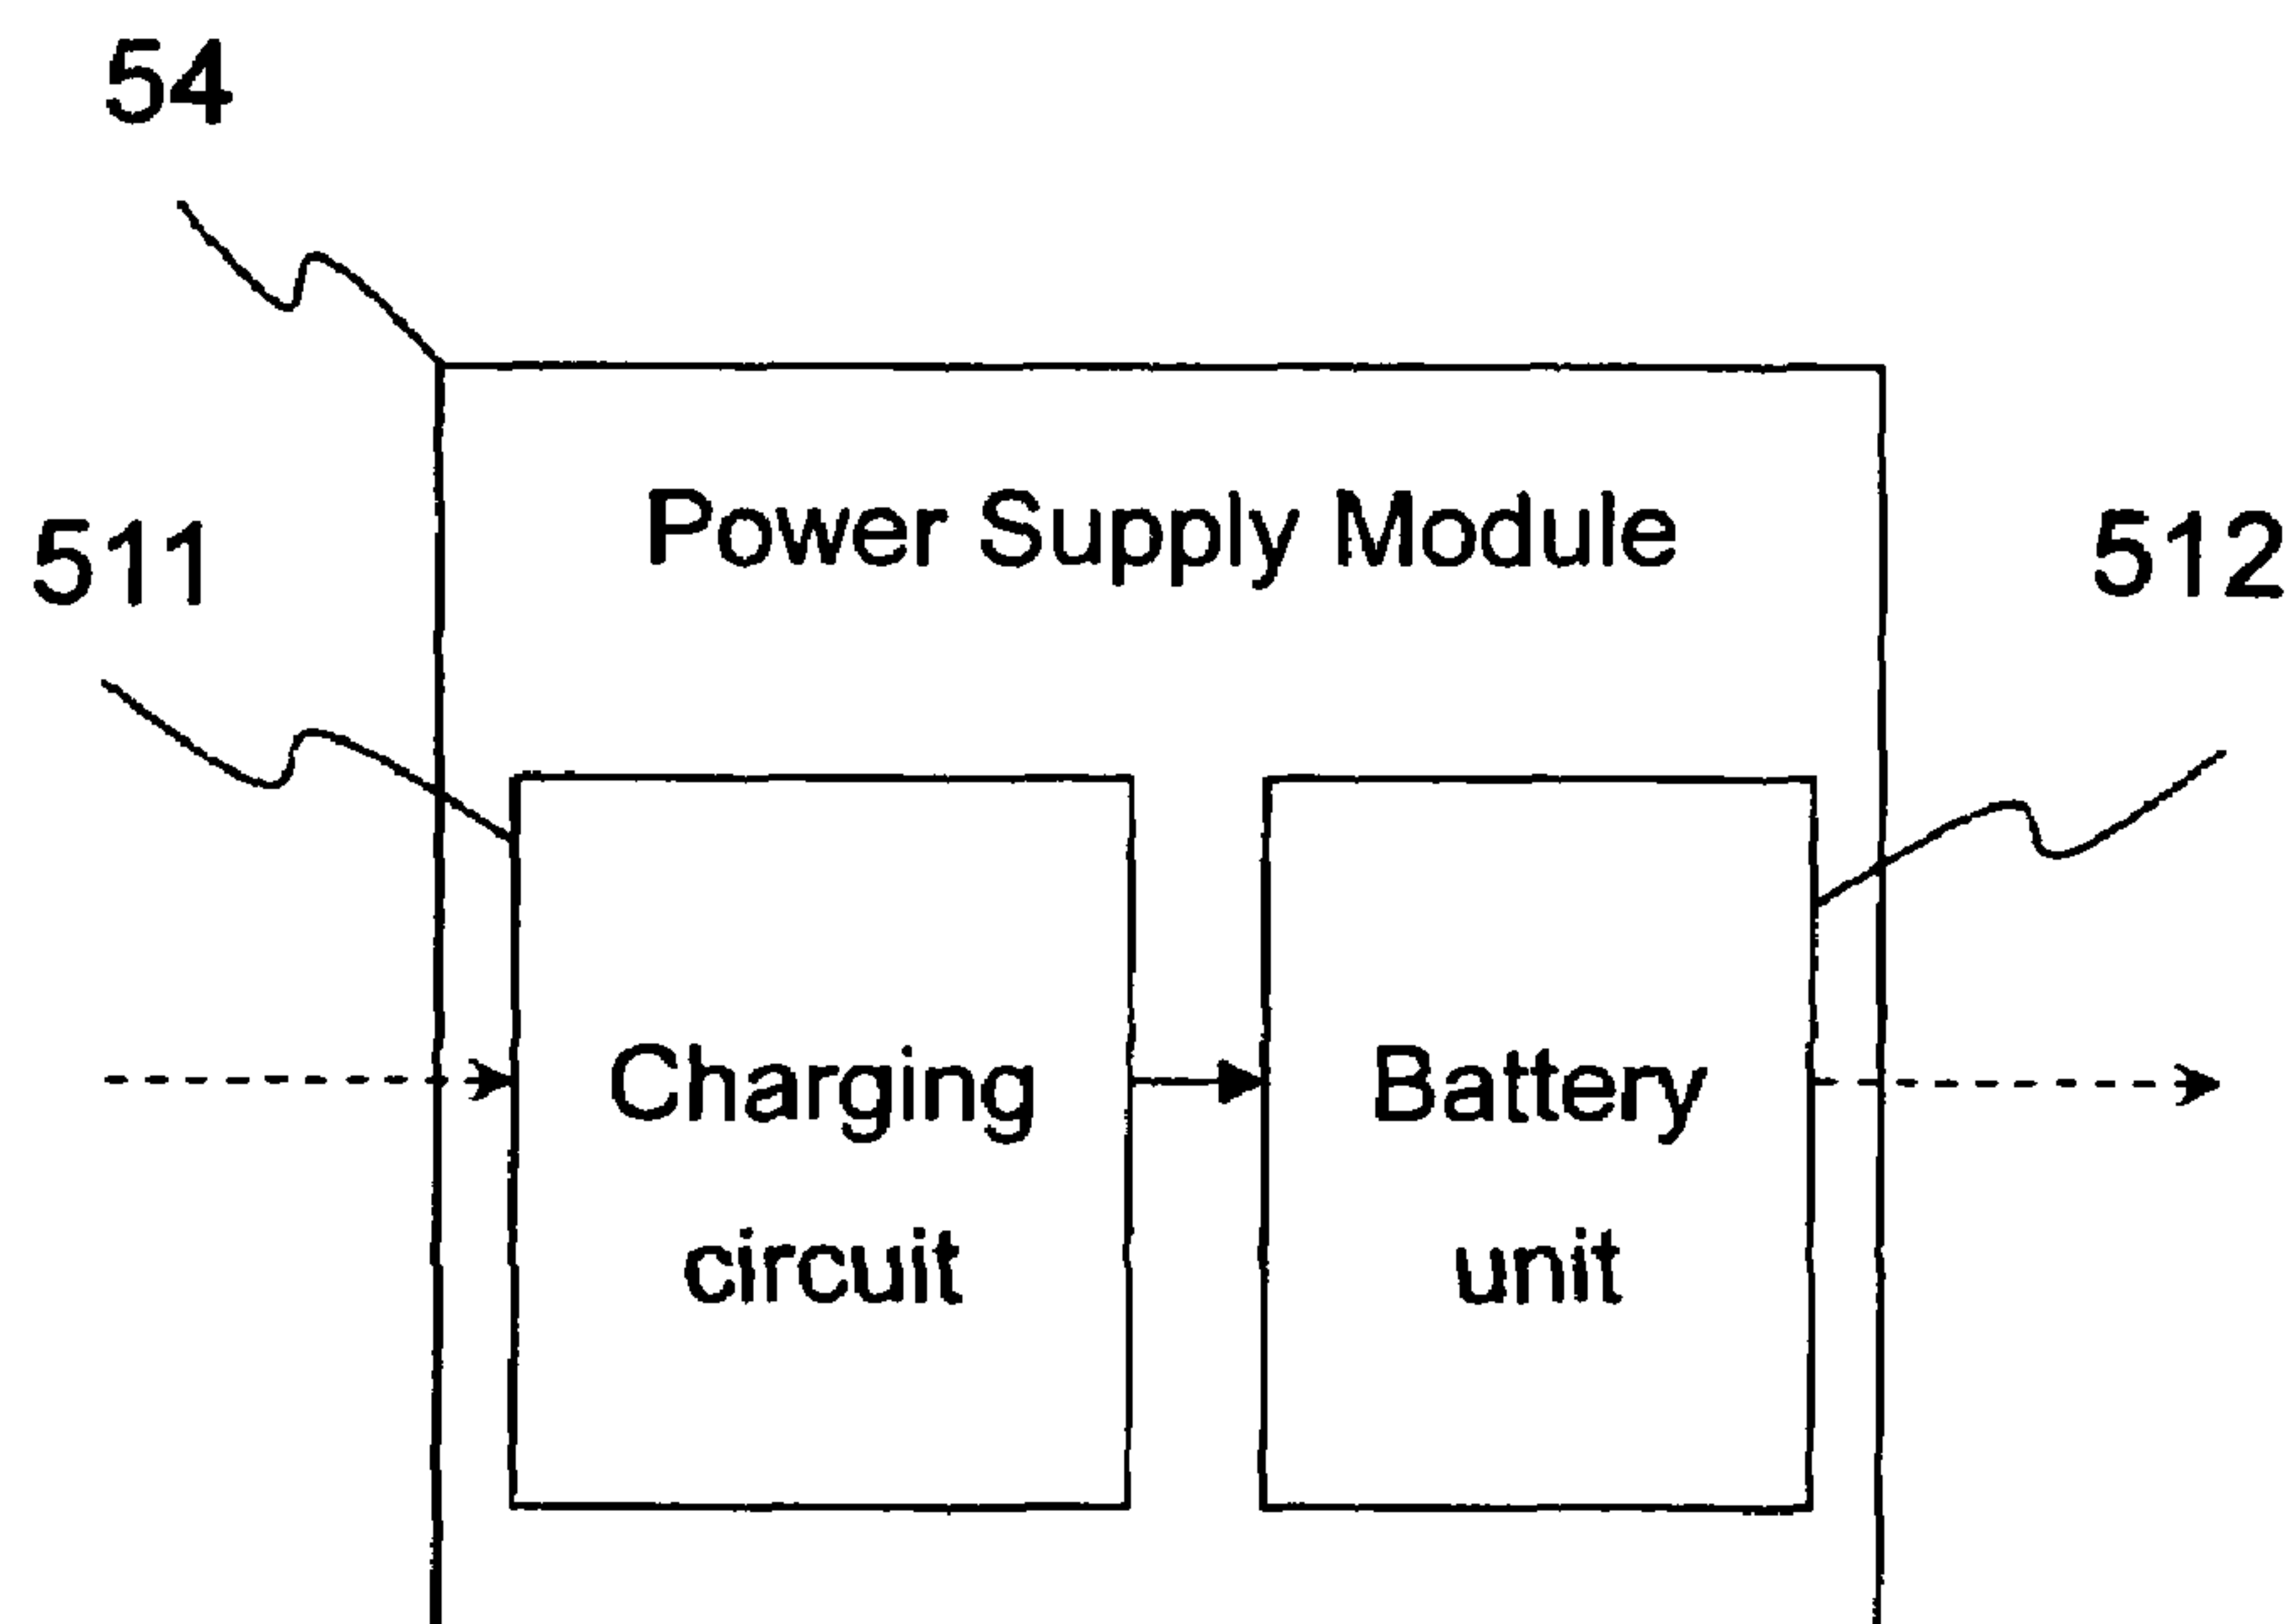 54
Power Supply Module
511
512
Charging
circuit
Battery
unit